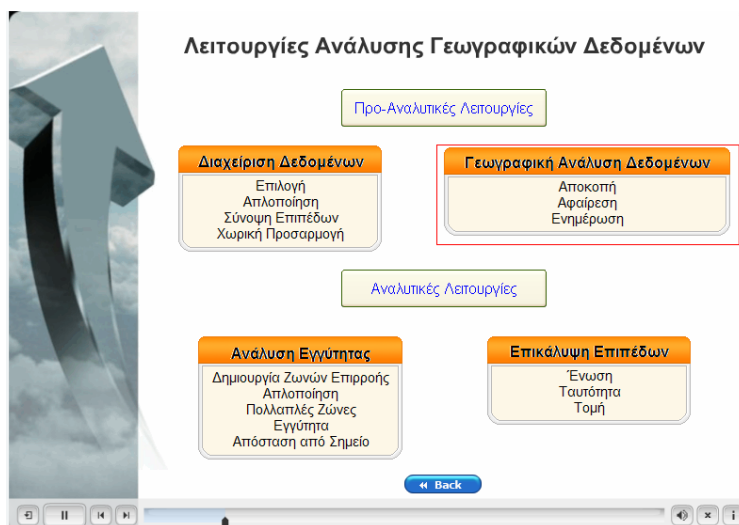 Λειτουργίες Ανάλυσης Γεωγραφικών Δεδομένων
Προ-Αναλυτικές Λειτουργίες
Διαχείριση Δεδομένων
Επιλογή
Απλοποίηση
Σύνοψη Επιπέδων
Χωρική Προσαρμογή
Γεωγραφική Ανάλυση Δεδομένων
Αποκοπή
Αφαίρεση
Ενημέρωση
Αναλυτικές Λειτουργίες
Ανάλυση Εγγύτητας
Δημιουργία Ζωνών Επιρροής
Απλοποίηση
Πολλαπλές Ζώνες
Εγγύτητα
Απόσταση από Σημείο
Επικάλυψη Επιπέδων
Ένωση
Ταυτότητα
Τομή
Back